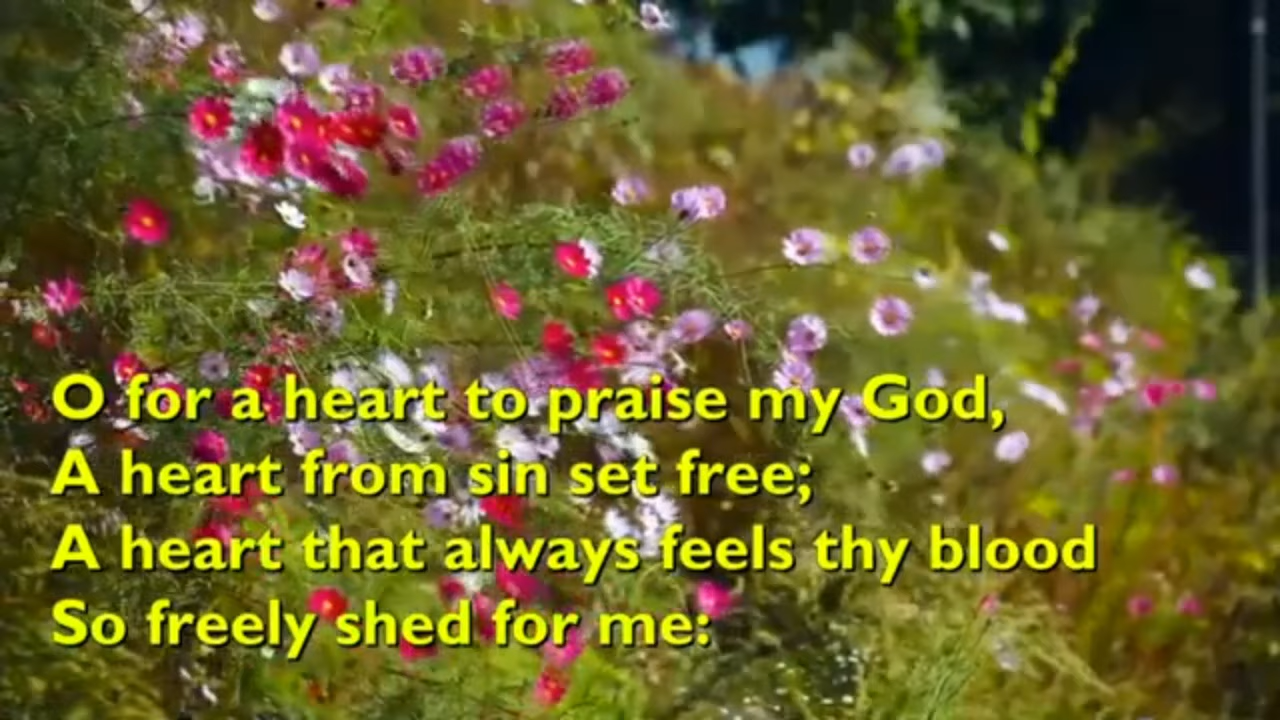 O for a heart to praise my God,
A heart from sin set free;
A heart that always feels thy blood
So freely shed for me: